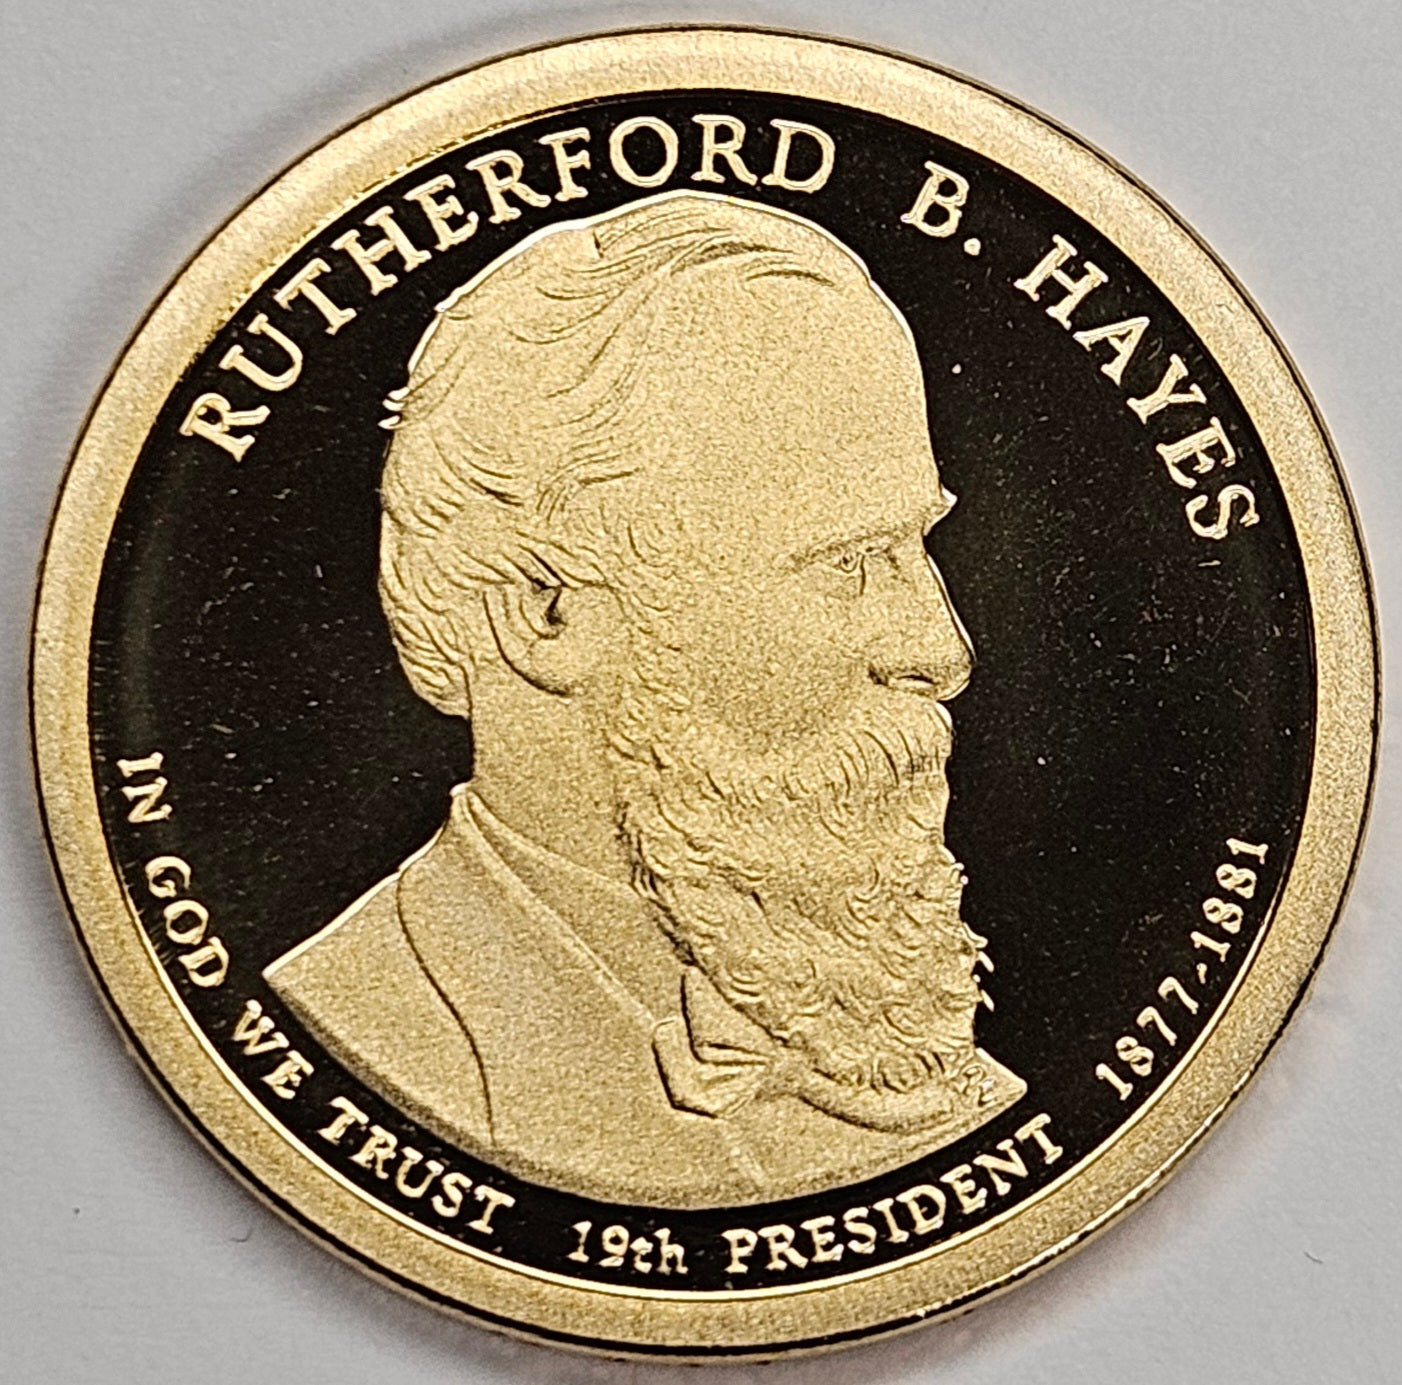 RUTHERFORD B. HAYES
IN GOD WE TRUST
19th PRESIDENT
1877-1881